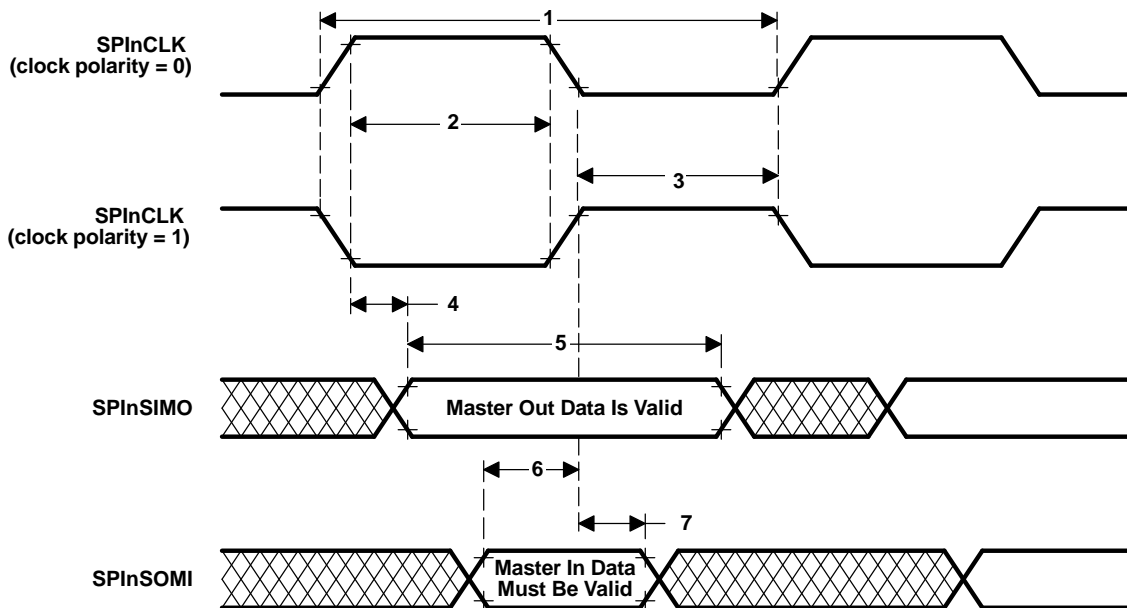 1
SPInCLK
(clock polarity = 0)
2
3
SPInCLK
(clock polarity = 1)
4
5
SPInSIMO
Master Out Data Is Valid
6
7
SPInSOMI
Master In Data
Must Be Valid